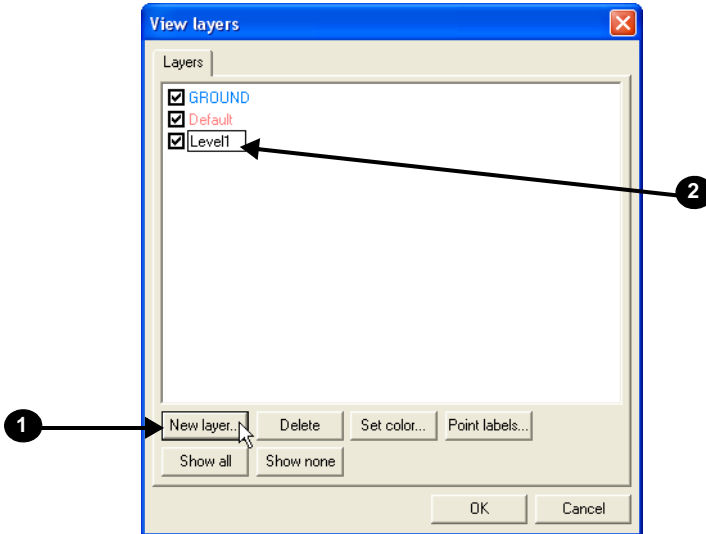 View layers
Layers
GROUND
Default
Level1
2
1
New layer... Delete Set color... Point labels...
Show all Show none
OK Cancel